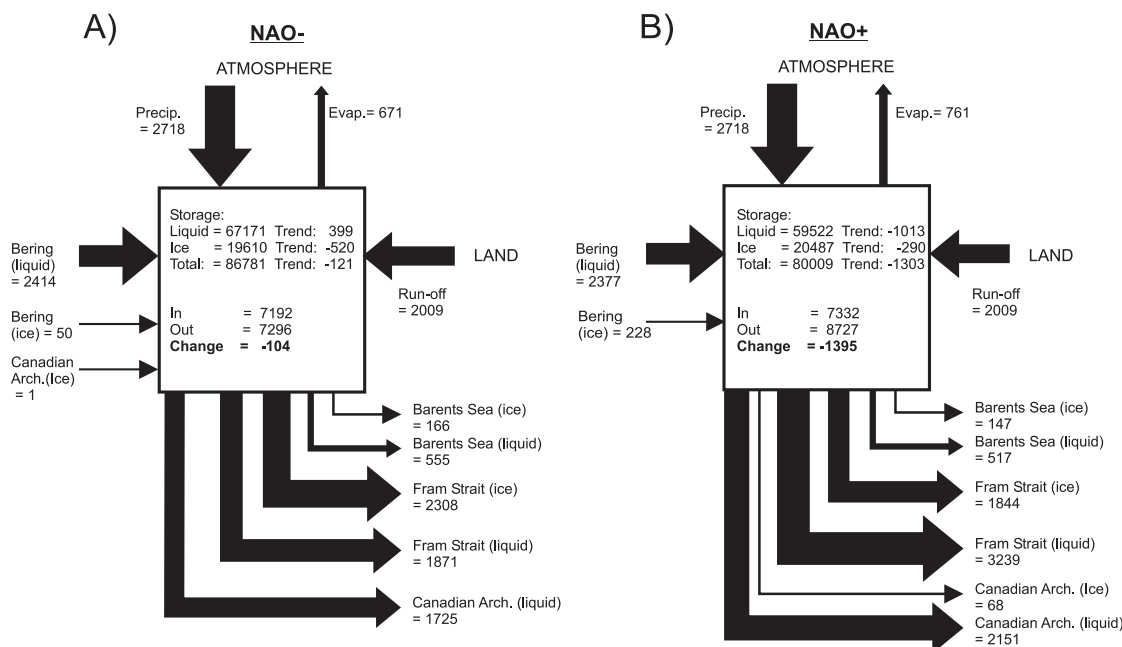 A)
NAO-
ATMOSPHERE
Precip.
= 2718
Evap.= 671
Storage:
Liquid = 67171 Trend: 399
Ice = 19610 Trend: -520
Total: = 86781 Trend: -121
Bering
(liquid)
= 2414
LAND
Run-off
= 2009
In = 7192
Out = 7296
Change = -104
Bering
(ice) = 50
Canadian
Arch.(Ice)
= 1
Barents Sea (ice)
= 166
Barents Sea (liquid)
= 555
Fram Strait (ice)
= 2308
Fram Strait (liquid)
= 1871
Canadian Arch. (liquid)
= 1725
B)
NAO+
ATMOSPHERE
Precip.
= 2718
Evap.= 761
Storage:
Liquid = 59522 Trend: -1013
Ice = 20487 Trend: -290
Total: = 80009 Trend: -1303
Bering
(liquid)
= 2377
LAND
Run-off
= 2009
In = 7332
Out = 8727
Change = -1395
Bering
(ice) = 228
Barents Sea (ice)
= 147
Barents Sea (liquid)
= 517
Fram Strait (ice)
= 1844
Fram Strait (liquid)
= 3239
Canadian Arch. (Ice)
= 68
Canadian Arch. (liquid)
= 2151